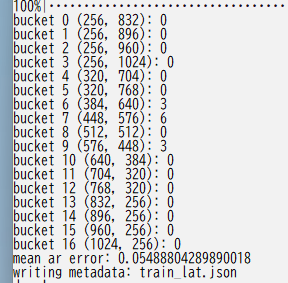 100%|
bucket 0 (256, 832): 0
bucket 1 (256, 896): 0
bucket 2 (256, 960): 0
bucket 3 (256, 1024): 0
bucket 4 (320, 704): 0
bucket 5 (320, 768): 0
bucket 6 (384, 640): 3
bucket 7 (448, 576): 6
bucket 8 (512, 512): 0
bucket 9 (576, 448): 3
bucket 10 (640, 384): 0
bucket 11 (704, 320): 0
bucket 12 (768, 320): 0
bucket 13 (832, 256): 0
bucket 14 (896, 256): 0
bucket 15 (960, 256): 0
bucket 16 (1024, 256): 0
mean ar error: 0.05488804289890018
writing metadata: train_lat.json